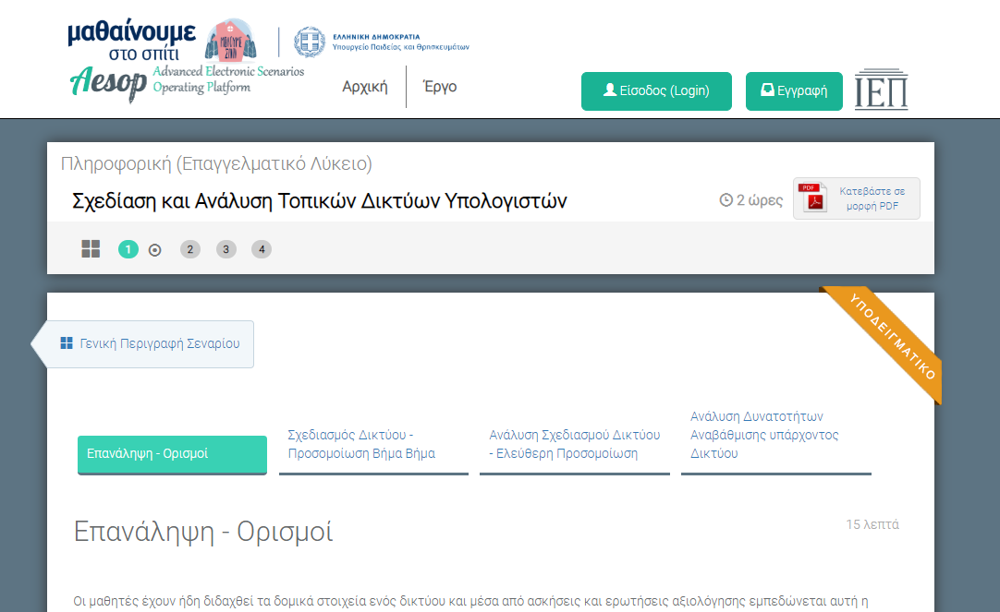 μαθαίνουμε
στο σπίτι
ΜΕΝΟΥΜΕ
ΣΠΙΤΙ
ΕΛΛΗΝΙΚΗ ΔΗΜΟΚΡΑΤΙΑ
Υπουργείο Παιδείας και Θρησκευμάτων
Aesop
Advanced Electronic Scenarios
Operating Platform
Αρχική
Έργο
Είσοδος (Login)
Εγγραφή
ΙΕΠ
Πληροφορική (Επαγγελματικό Λύκειο)
Σχεδίαση και Ανάλυση Τοπικών Δικτύων Υπολογιστών
2 ώρες
PDF
Κατεβάστε σε
μορφή PDF
1
2
3
4
ΥΠΟΔΕΙΓΜΑΤΙΚΟ
Γενική Περιγραφή Σεναρίου
Επανάληψη - Ορισμοί
Σχεδιασμός Δικτύου -
Προσομοίωση Βήμα Βήμα
Ανάλυση Σχεδιασμού Δικτύου
- Ελεύθερη Προσομοίωση
Ανάλυση Δυνατοτήτων
Αναβάθμισης υπάρχοντος
Δικτύου
Επανάληψη - Ορισμοί
15 λεπτά
Οι μαθητές έχουν ήδη διδαχθεί τα δομικά στοιχεία ενός δικτύου και μέσα από ασκήσεις και ερωτήσεις αξιολόγησης εμπεδώνεται αυτή η